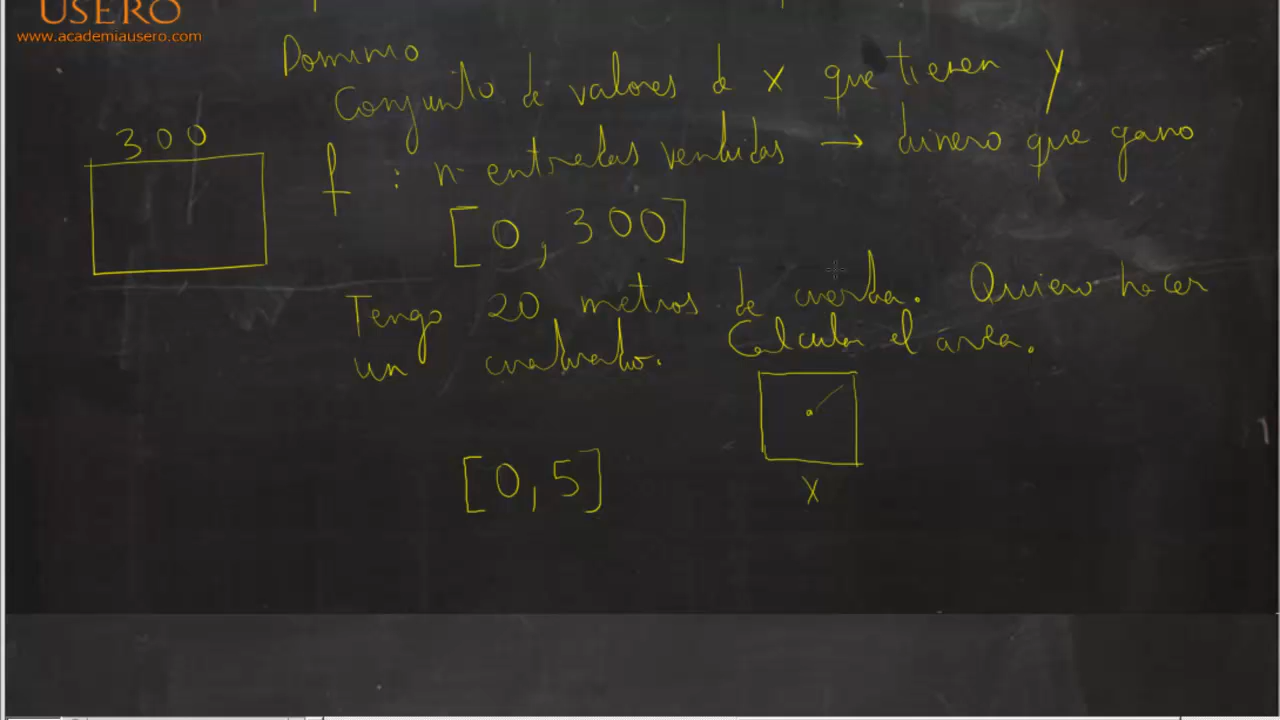 USERO
www.academiausero.com
Dominio
Conjunto de valores de x que tienen y
300
f : nº entradas vendidas → dinero que gano
[0, 300]
Tengo 20 metros de cuerda. Quiero hacer
un cuadrado. Calcular el área.
[0, 5]
x